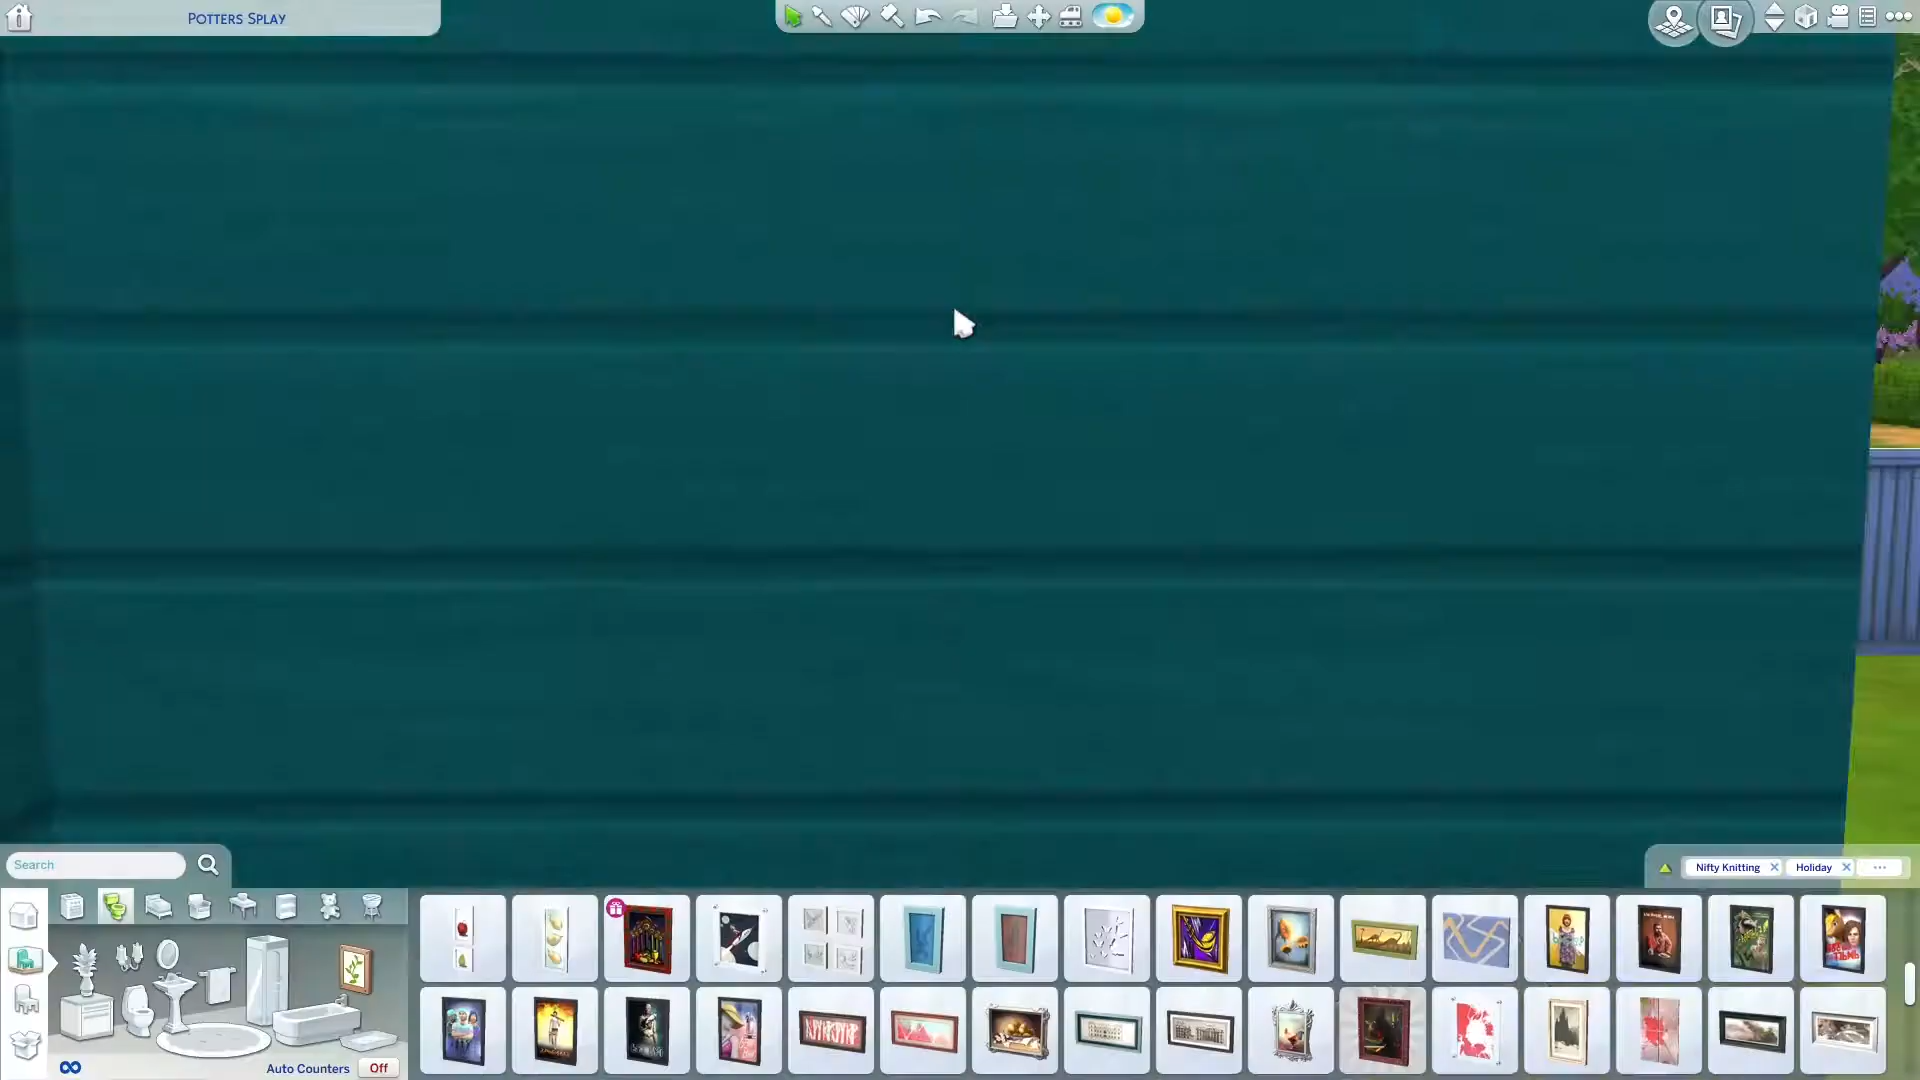 Potters Splay
Search
Nifty Knitting
Holiday
Auto Counters Off